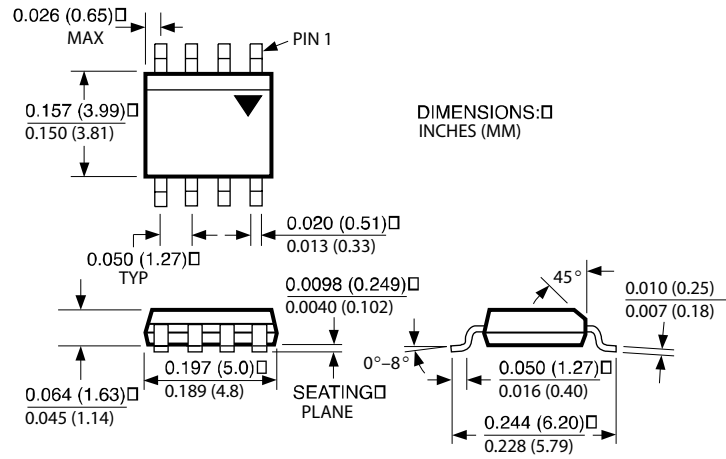 0.026 (0.65)□
MAX
PIN 1
0.157 (3.99)□
0.150 (3.81)
DIMENSIONS:□
INCHES (MM)
0.020 (0.51)□
0.013 (0.33)
0.050 (1.27)□
TYP
0.0098 (0.249)□
0.0040 (0.102)
45°
0.010 (0.25)
0.007 (0.18)
0°–8°
0.197 (5.0)□
0.189 (4.8)
SEATING□
PLANE
0.050 (1.27)□
0.016 (0.40)
0.064 (1.63)□
0.045 (1.14)
0.244 (6.20)□
0.228 (5.79)